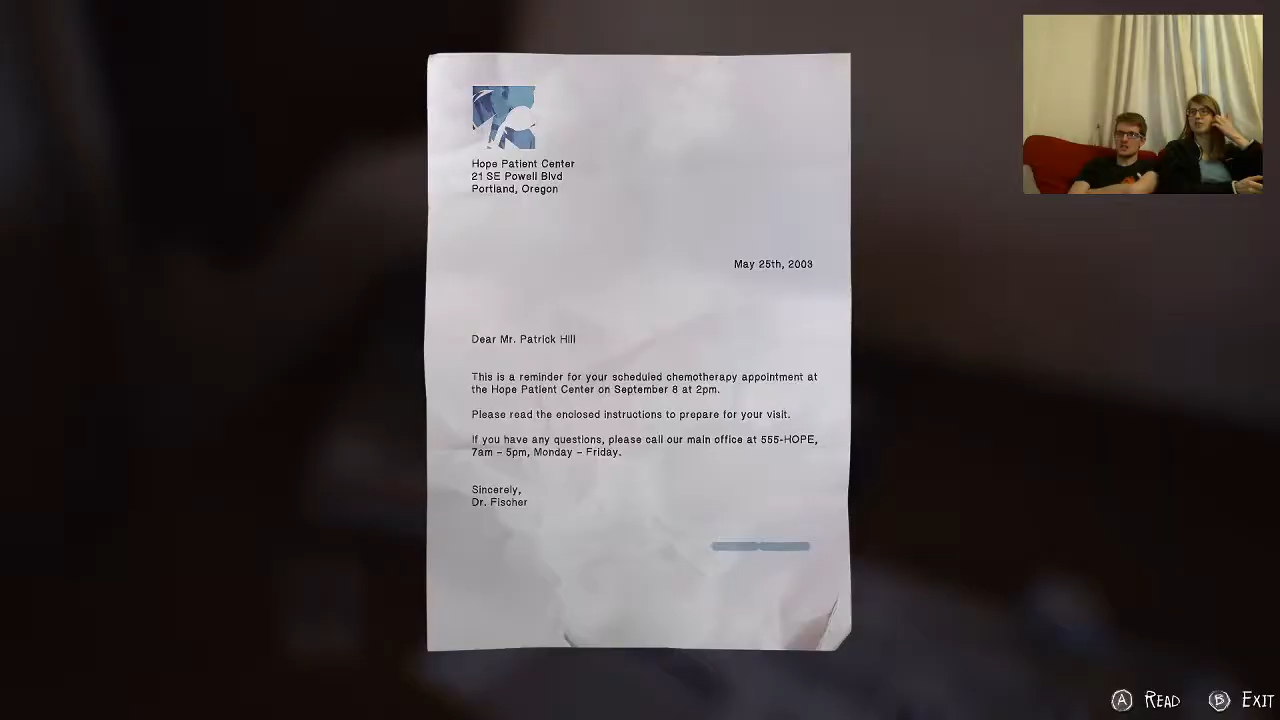 Hope Patient Center
21 SE Powell Blvd
Portland, Oregon
May 25th, 2003
Dear Mr. Patrick Hill
This is a reminder for your scheduled chemotherapy appointment at
the Hope Patient Center on September 8 at 2pm.
Please read the enclosed instructions to prepare for your visit.
If you have any questions, please call our main office at 555-HOPE,
7am – 5pm, Monday – Friday.
Sincerely,
Dr. Fischer
A READ B EXIT